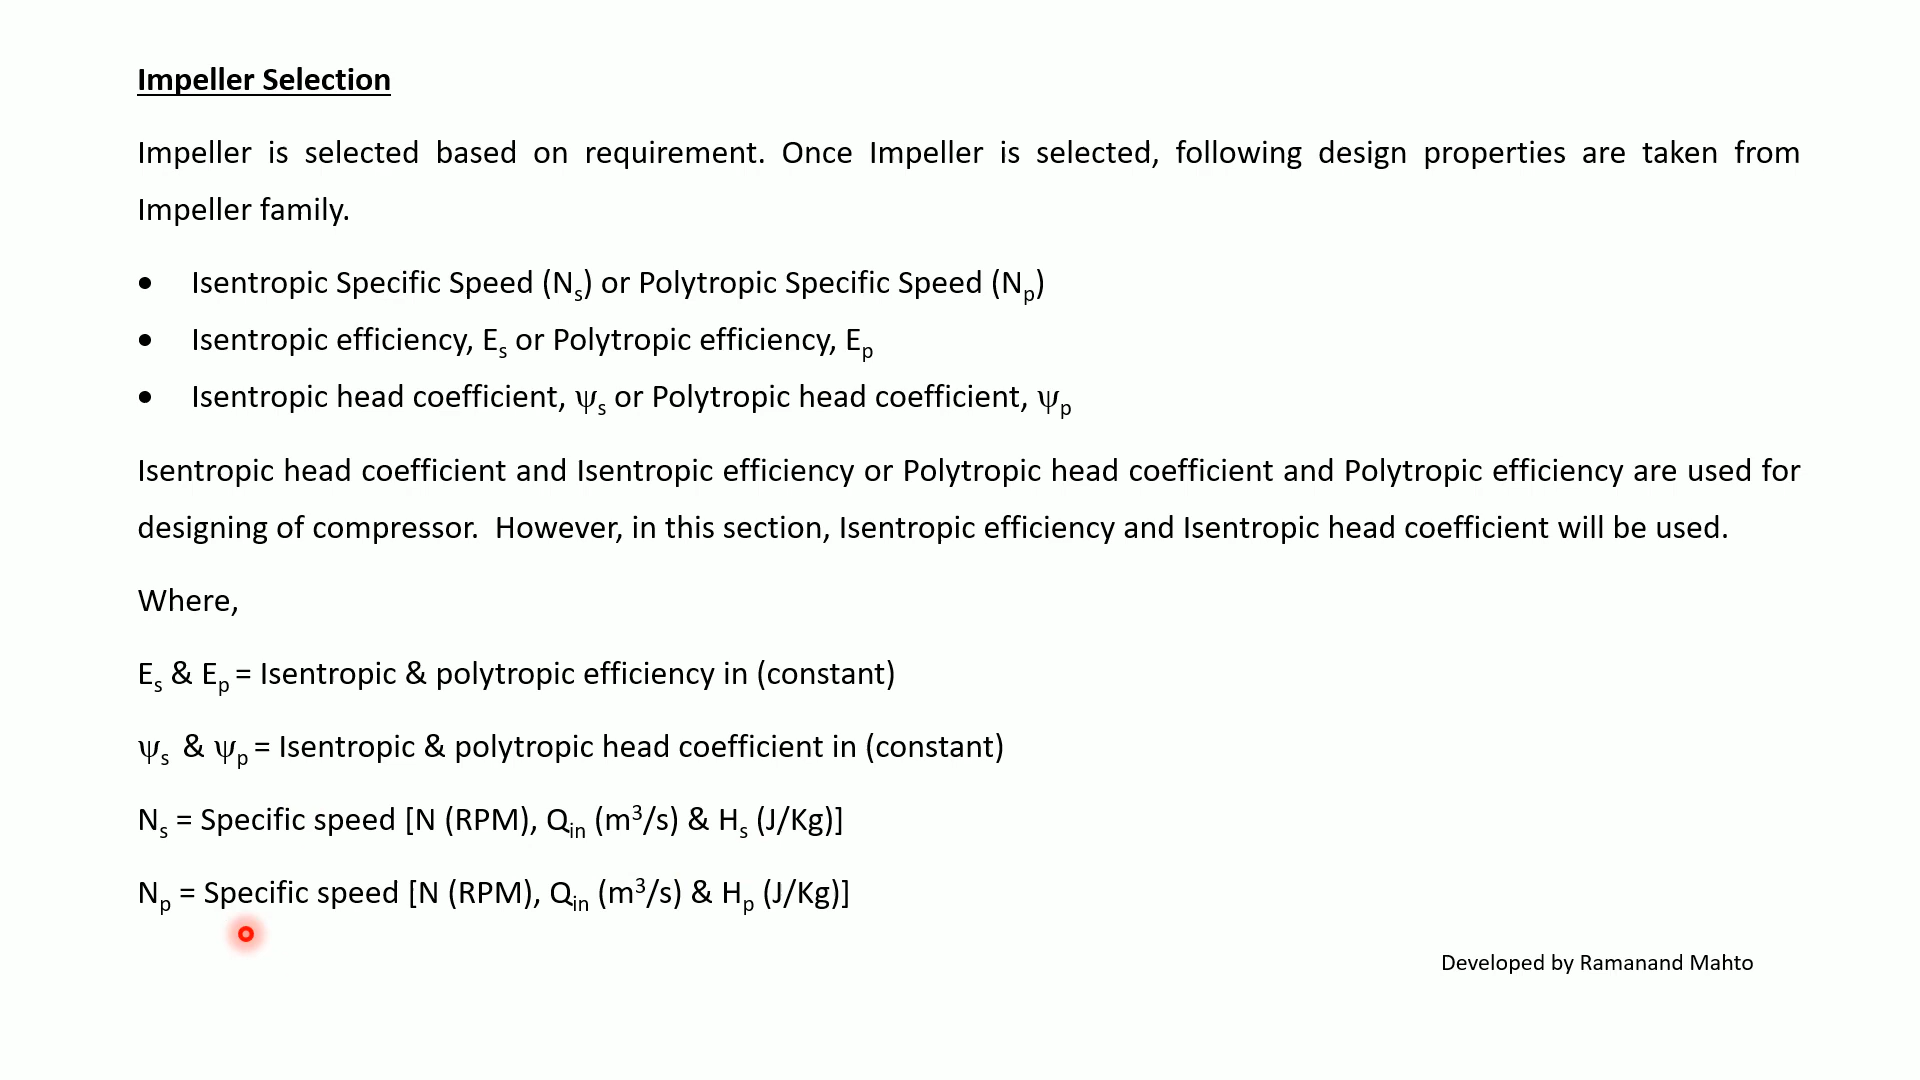 Impeller Selection
Impeller is selected based on requirement. Once Impeller is selected, following design properties are taken from
Impeller family.
• Isentropic Specific Speed (Nₛ) or Polytropic Specific Speed (Nₚ)
• Isentropic efficiency, Eₛ or Polytropic efficiency, Eₚ
• Isentropic head coefficient, ψₛ or Polytropic head coefficient, ψₚ
Isentropic head coefficient and Isentropic efficiency or Polytropic head coefficient and Polytropic efficiency are used for
designing of compressor. However, in this section, Isentropic efficiency and Isentropic head coefficient will be used.
Where,
Eₛ & Eₚ = Isentropic & polytropic efficiency in (constant)
ψₛ & ψₚ = Isentropic & polytropic head coefficient in (constant)
Nₛ = Specific speed [N (RPM), Qᵢₙ (m³/s) & Hₛ (J/Kg)]
Nₚ = Specific speed [N (RPM), Qᵢₙ (m³/s) & Hₚ (J/Kg)]
Developed by Ramanand Mahto